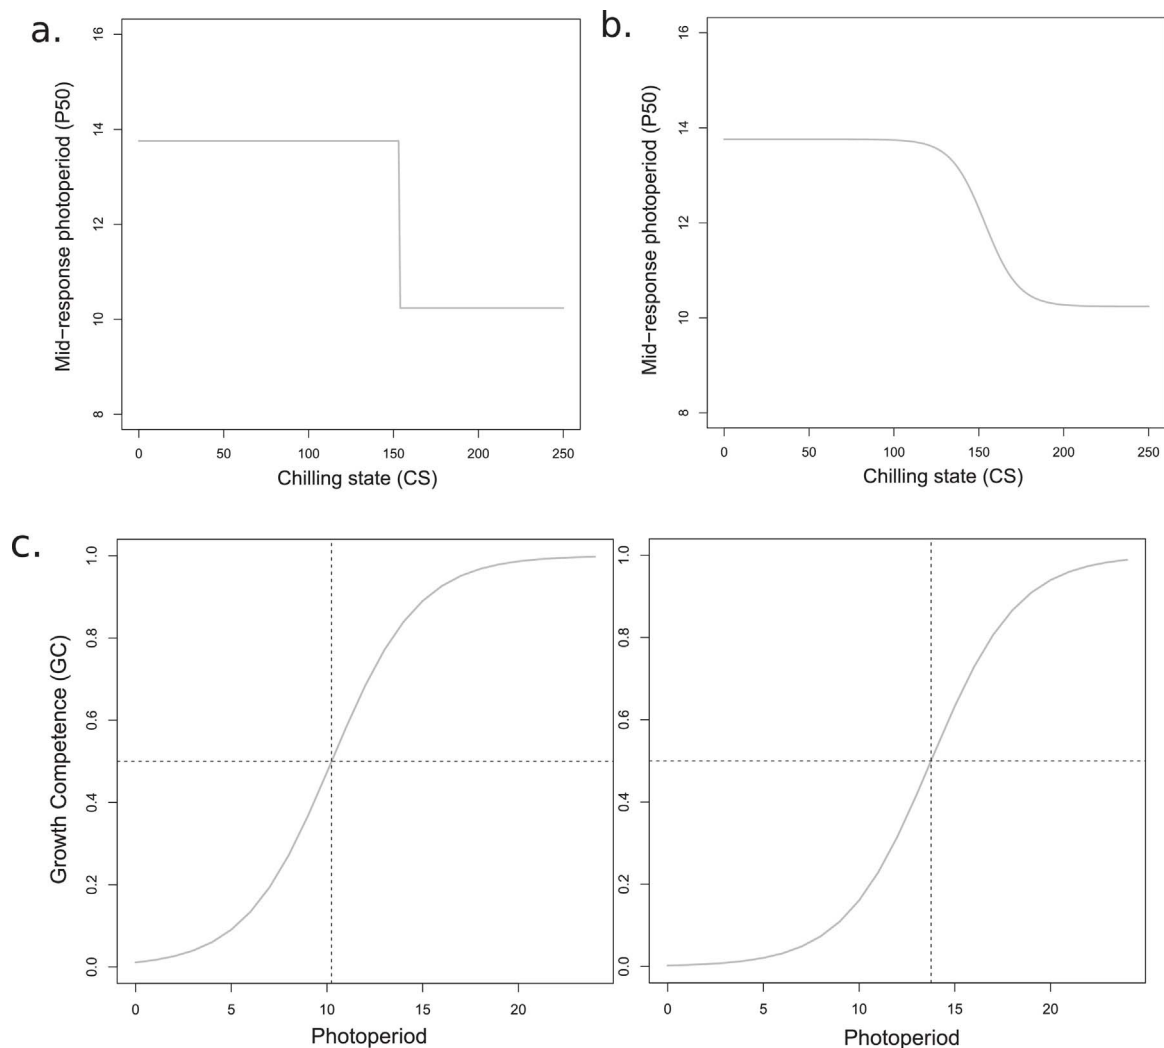 a.
Mid−response photoperiod (P50)
16
14
12
10
8
0 50 100 150 200 250
Chilling state (CS)
b.
Mid−response photoperiod (P50)
16
14
12
10
8
0 50 100 150 200 250
Chilling state (CS)
c.
Growth Competence (GC)
1.0
0.8
0.6
0.4
0.2
0.0
0 5 10 15 20
Photoperiod
1.0
0.8
0.6
0.4
0.2
0.0
0 5 10 15 20
Photoperiod